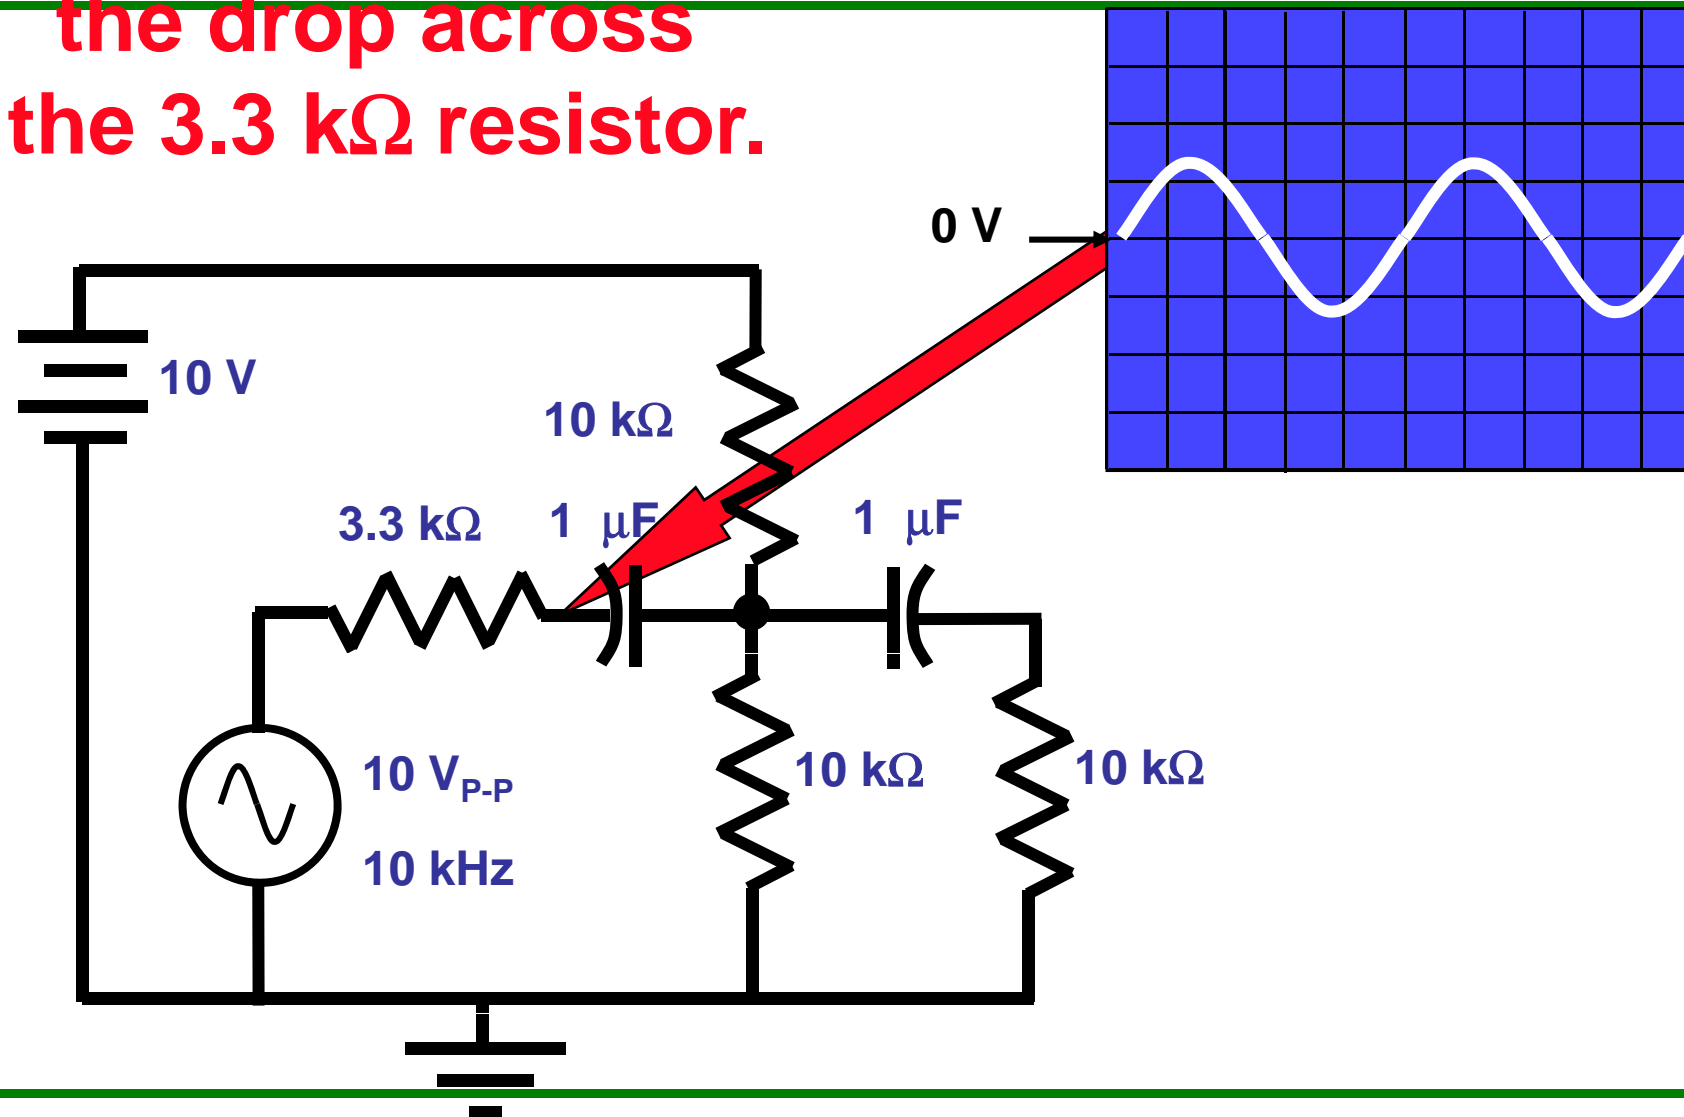 the drop across
the 3.3 kΩ resistor.
0 V
10 V
10 kΩ
3.3 kΩ
1 μF
1 μF
10 V_P-P
10 kHz
10 kΩ
10 kΩ